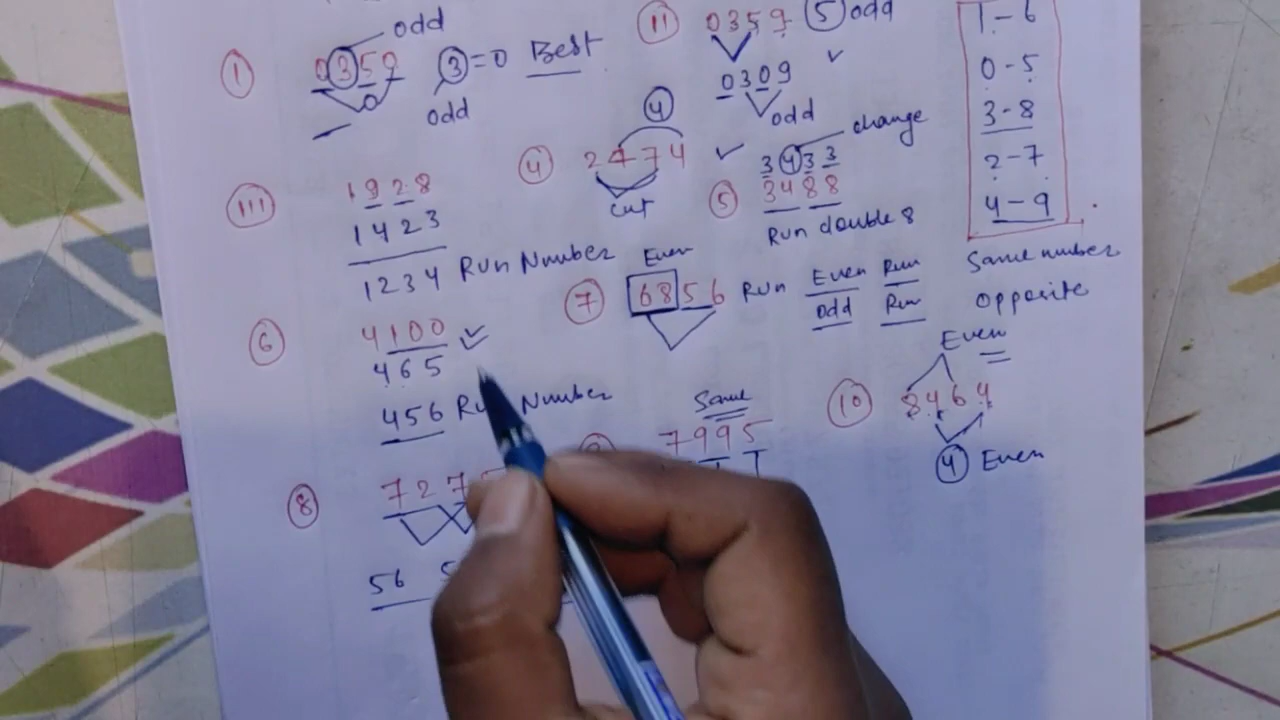 odd
1 0359 3=0 Best
0
odd
11 0359 5 odd
0309
odd
1-6
0-5
3-8
2-7
4-9
Same number
opposite
111 1928
1423
1234 Run Number
4
4 2474
cut
change
3433
5 3488
Run double 8
6 4100
465
456 Run Number
Even
7 6856 Run Even Run
odd Run
8 727
56
Same
7995
Even
10 8464
4 Even